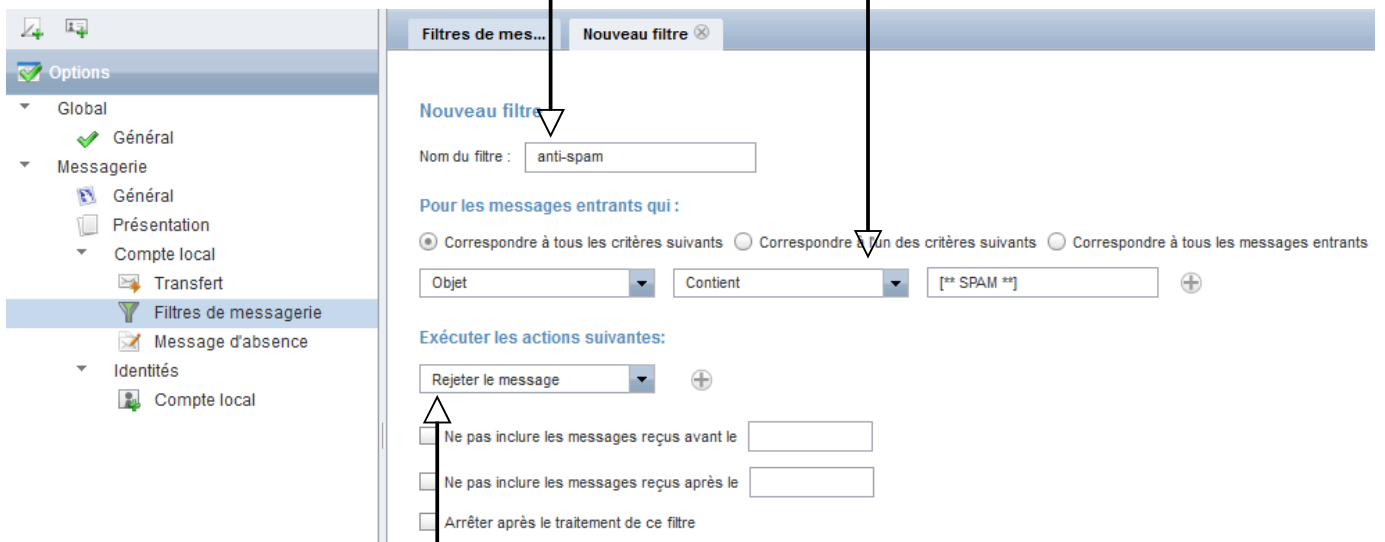 Options
Global
Général
Messagerie
Général
Présentation
Compte local
Transfert
Filtres de messagerie
Message d'absence
Identités
Compte local
Filtres de mes... Nouveau filtre
Nouveau filtre
Nom du filtre : anti-spam
Pour les messages entrants qui :
Correspondre à tous les critères suivants Correspondre à l'un des critères suivants Correspondre à tous les messages entrants
Objet Contient [** SPAM **]
Exécuter les actions suivantes:
Rejeter le message
Ne pas inclure les messages reçus avant le
Ne pas inclure les messages reçus après le
Arrêter après le traitement de ce filtre